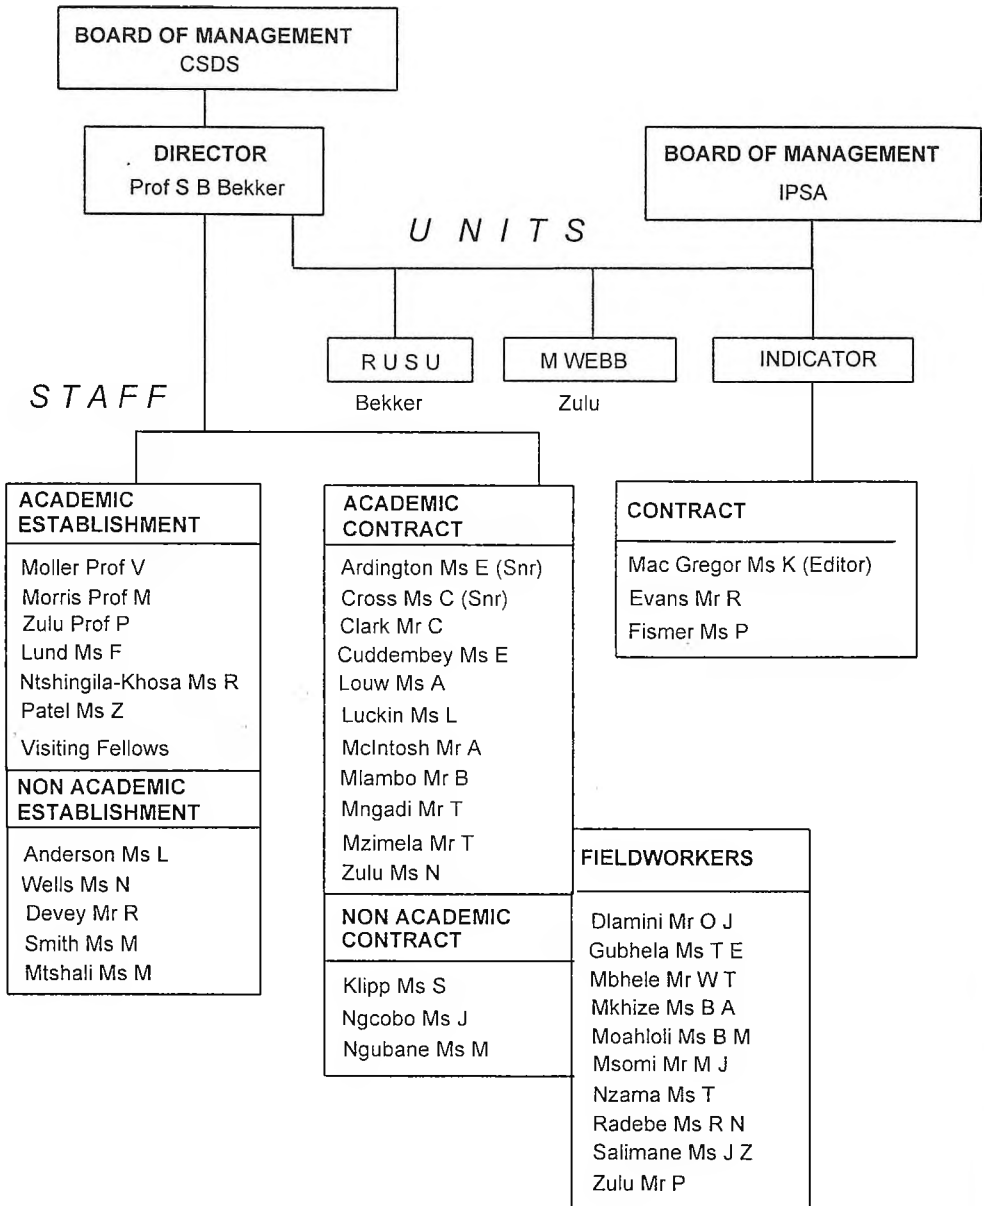 BOARD OF MANAGEMENT
CSDS
DIRECTOR
Prof S B Bekker
BOARD OF MANAGEMENT
IPSA
U N I T S
R U S U
Bekker
M WEBB
Zulu
INDICATOR
S T A F F
ACADEMIC
ESTABLISHMENT
Moller Prof V
Morris Prof M
Zulu Prof P
Lund Ms F
Ntshingila-Khosa Ms R
Patel Ms Z
Visiting Fellows
NON ACADEMIC
ESTABLISHMENT
Anderson Ms L
Wells Ms N
Devey Mr R
Smith Ms M
Mtshali Ms M
ACADEMIC
CONTRACT
Ardington Ms E (Snr)
Cross Ms C (Snr)
Clark Mr C
Cuddembey Ms E
Louw Ms A
Luckin Ms L
McIntosh Mr A
Mlambo Mr B
Mngadi Mr T
Mzimela Mr T
Zulu Ms N
NON ACADEMIC
CONTRACT
Klipp Ms S
Ngcobo Ms J
Ngubane Ms M
CONTRACT
Mac Gregor Ms K (Editor)
Evans Mr R
Fismer Ms P
FIELDWORKERS
Dlamini Mr O J
Gubhela Ms T E
Mbhele Mr W T
Mkhize Ms B A
Moahloli Ms B M
Msomi Mr M J
Nzama Ms T
Radebe Ms R N
Salimane Ms J Z
Zulu Mr P